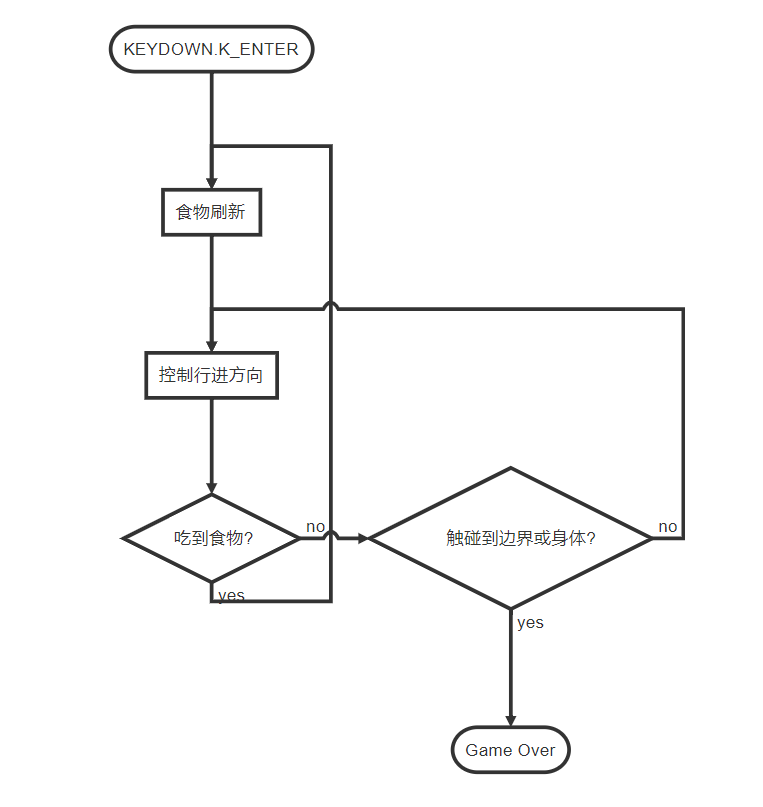 KEYDOWN.K_ENTER
食物刷新
控制行进方向
吃到食物?
no
触碰到边界或身体?
no
yes
yes
Game Over